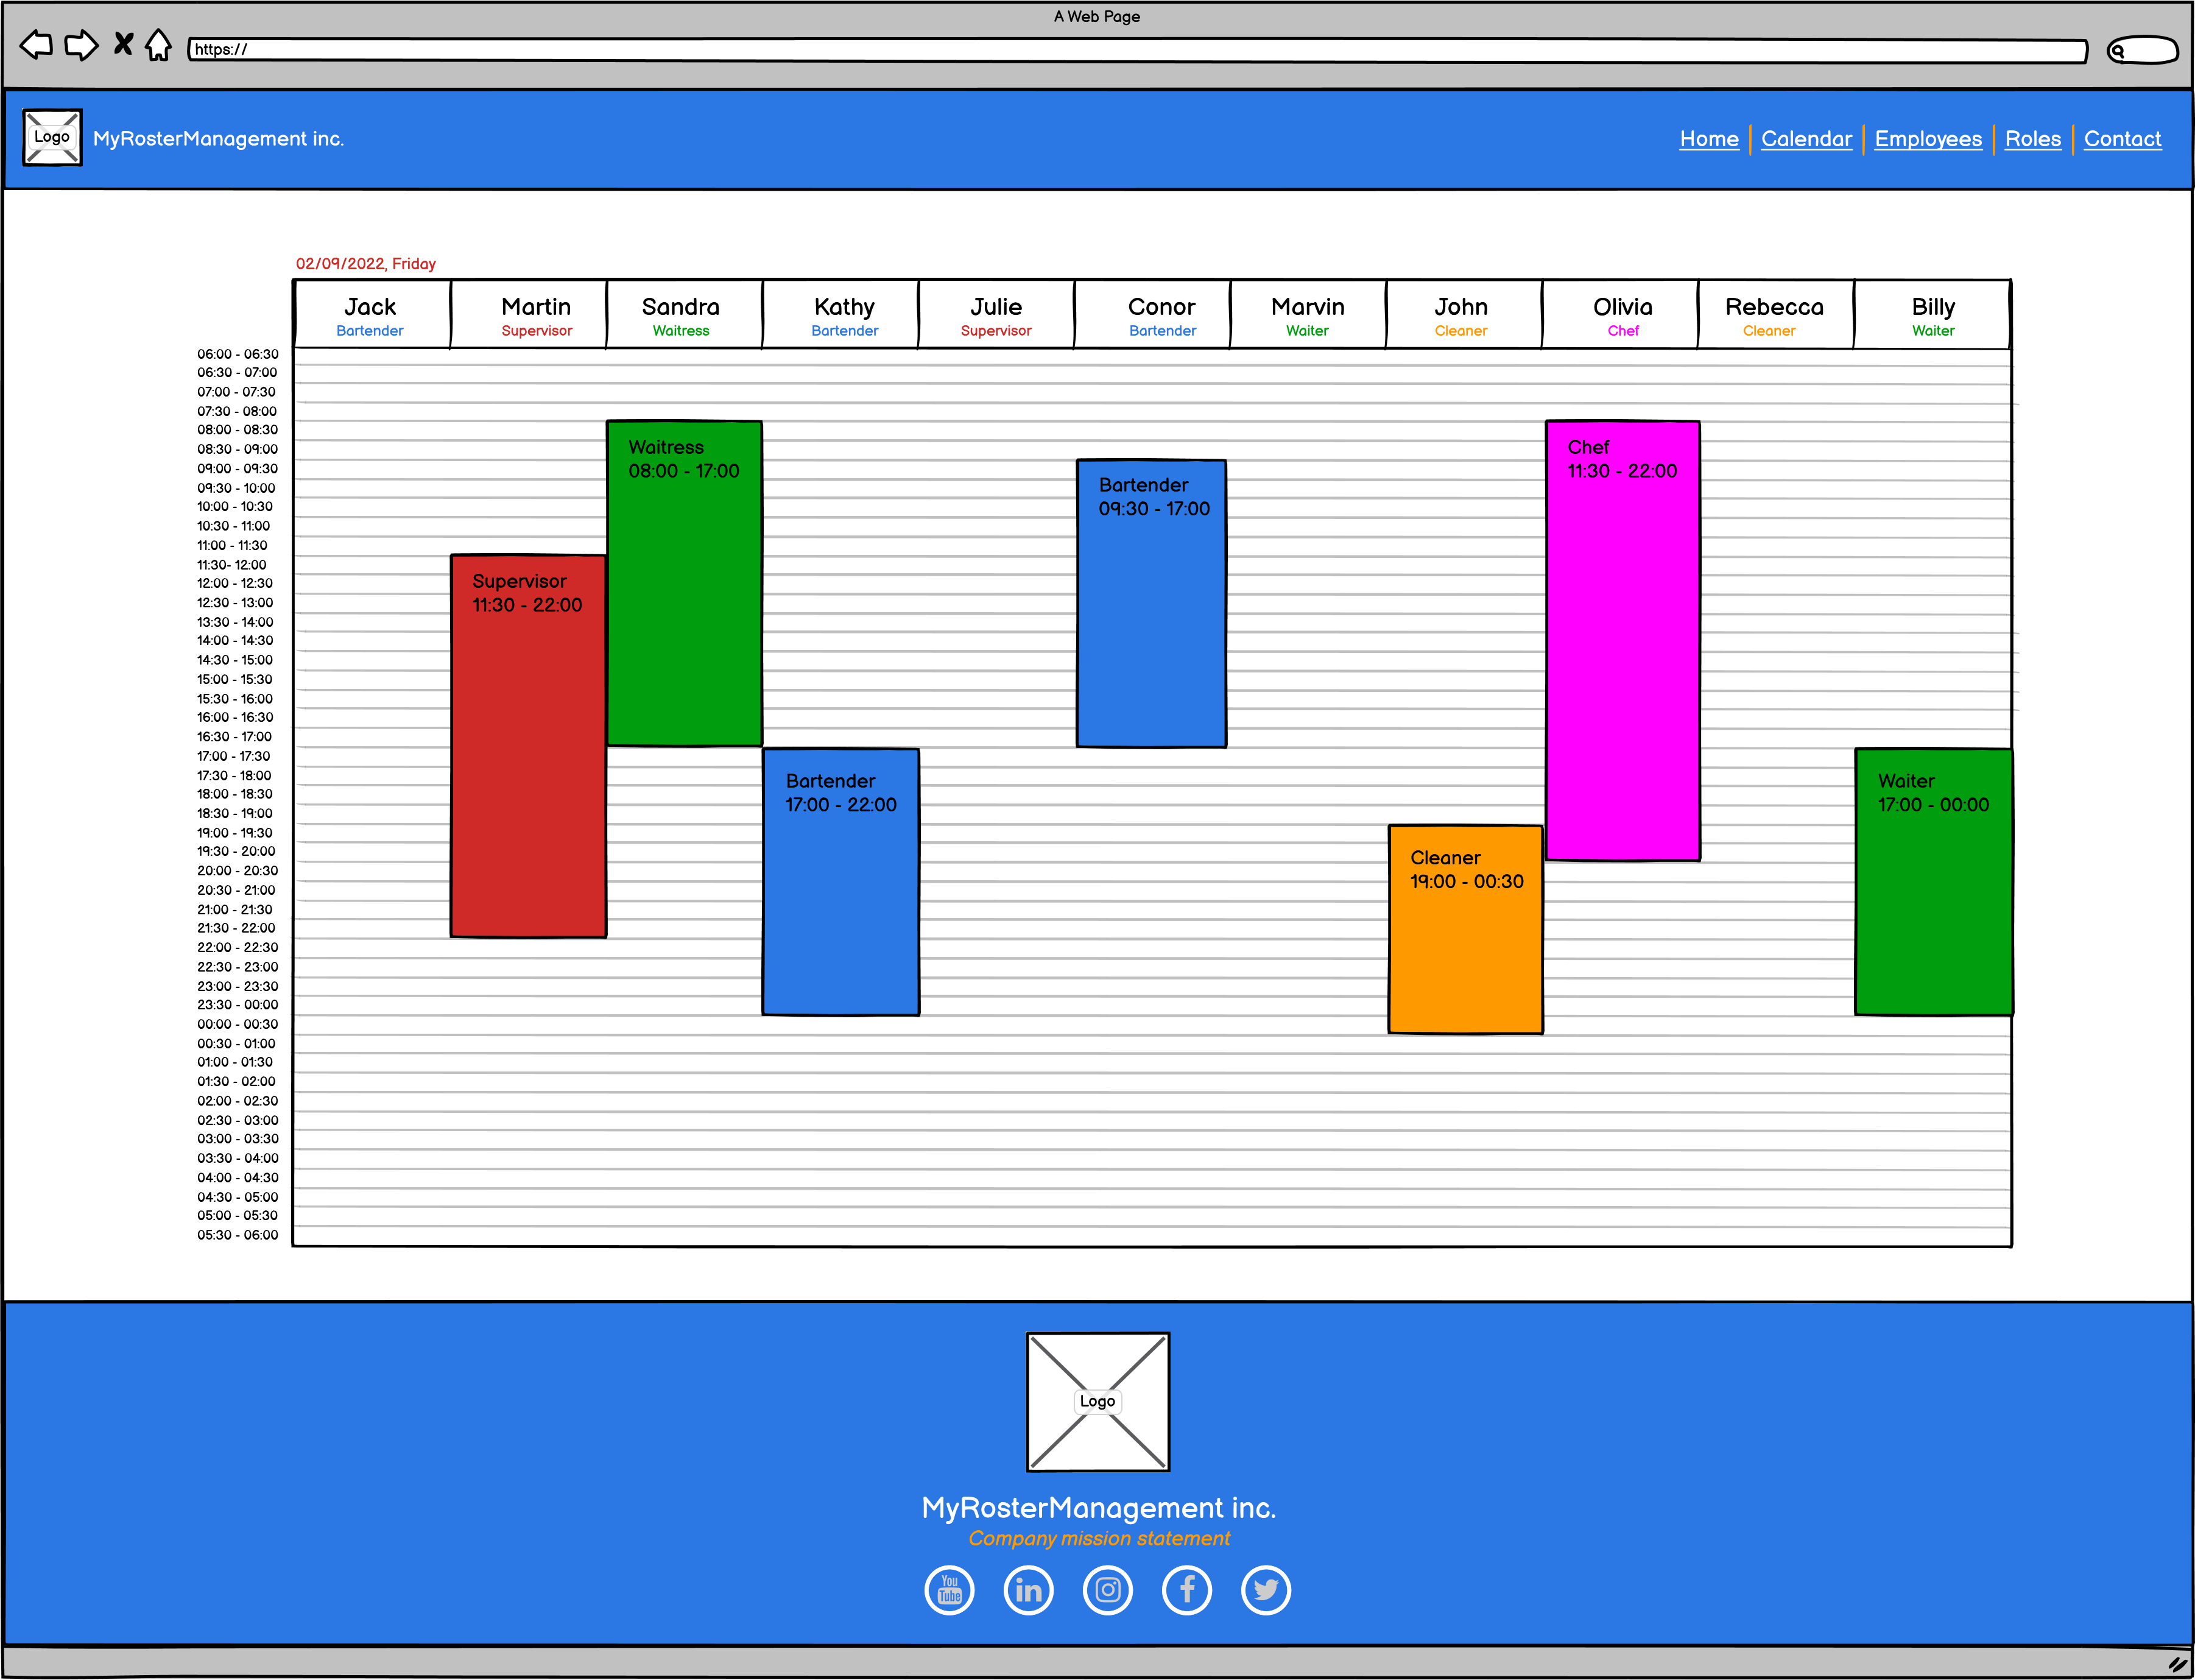 A Web Page
https://
Logo
MyRosterManagement inc.
Home
Calendar
Employees
Roles
Contact
02/09/2022, Friday
Jack
Bartender
Martin
Supervisor
Sandra
Waitress
Kathy
Bartender
Julie
Supervisor
Conor
Bartender
Marvin
Waiter
John
Cleaner
Olivia
Chef
Rebecca
Cleaner
Billy
Waiter
06:00 - 06:30
06:30 - 07:00
07:00 - 07:30
07:30 - 08:00
08:00 - 08:30
08:30 - 09:00
09:00 - 09:30
09:30 - 10:00
10:00 - 10:30
10:30 - 11:00
11:00 - 11:30
11:30- 12:00
12:00 - 12:30
12:30 - 13:00
13:30 - 14:00
14:00 - 14:30
14:30 - 15:00
15:00 - 15:30
15:30 - 16:00
16:00 - 16:30
16:30 - 17:00
17:00 - 17:30
17:30 - 18:00
18:00 - 18:30
18:30 - 19:00
19:00 - 19:30
19:30 - 20:00
20:00 - 20:30
20:30 - 21:00
21:00 - 21:30
21:30 - 22:00
22:00 - 22:30
22:30 - 23:00
23:00 - 23:30
23:30 - 00:00
00:00 - 00:30
00:30 - 01:00
01:00 - 01:30
01:30 - 02:00
02:00 - 02:30
02:30 - 03:00
03:00 - 03:30
03:30 - 04:00
04:00 - 04:30
04:30 - 05:00
05:00 - 05:30
05:30 - 06:00
Supervisor
11:30 - 22:00
Waitress
08:00 - 17:00
Bartender
17:00 - 22:00
Bartender
09:30 - 17:00
Cleaner
19:00 - 00:30
Chef
11:30 - 22:00
Waiter
17:00 - 00:00
Logo
MyRosterManagement inc.
Company mission statement
You
Tube
in